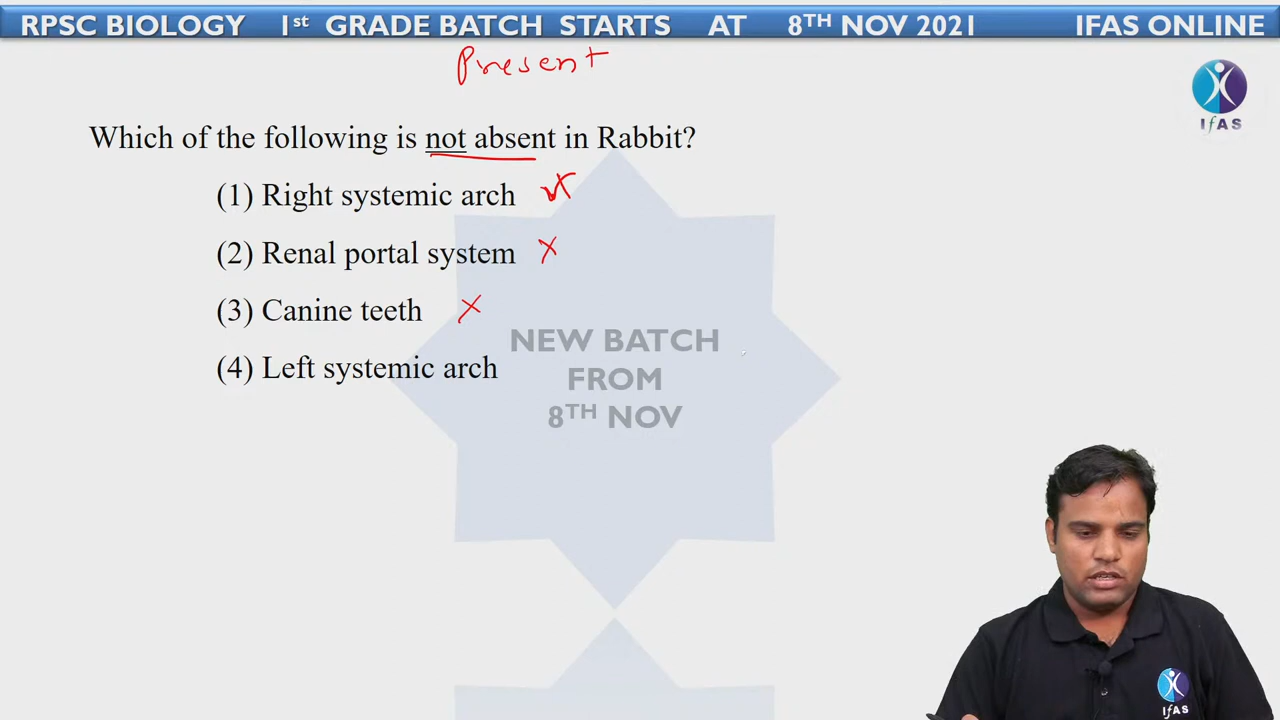 RPSC BIOLOGY 1st GRADE BATCH STARTS AT 8TH NOV 2021 IFAS ONLINE
Present
IfAS
Which of the following is not absent in Rabbit?
(1) Right systemic arch
(2) Renal portal system
(3) Canine teeth
(4) Left systemic arch
NEW BATCH
FROM
8TH NOV
IfAS